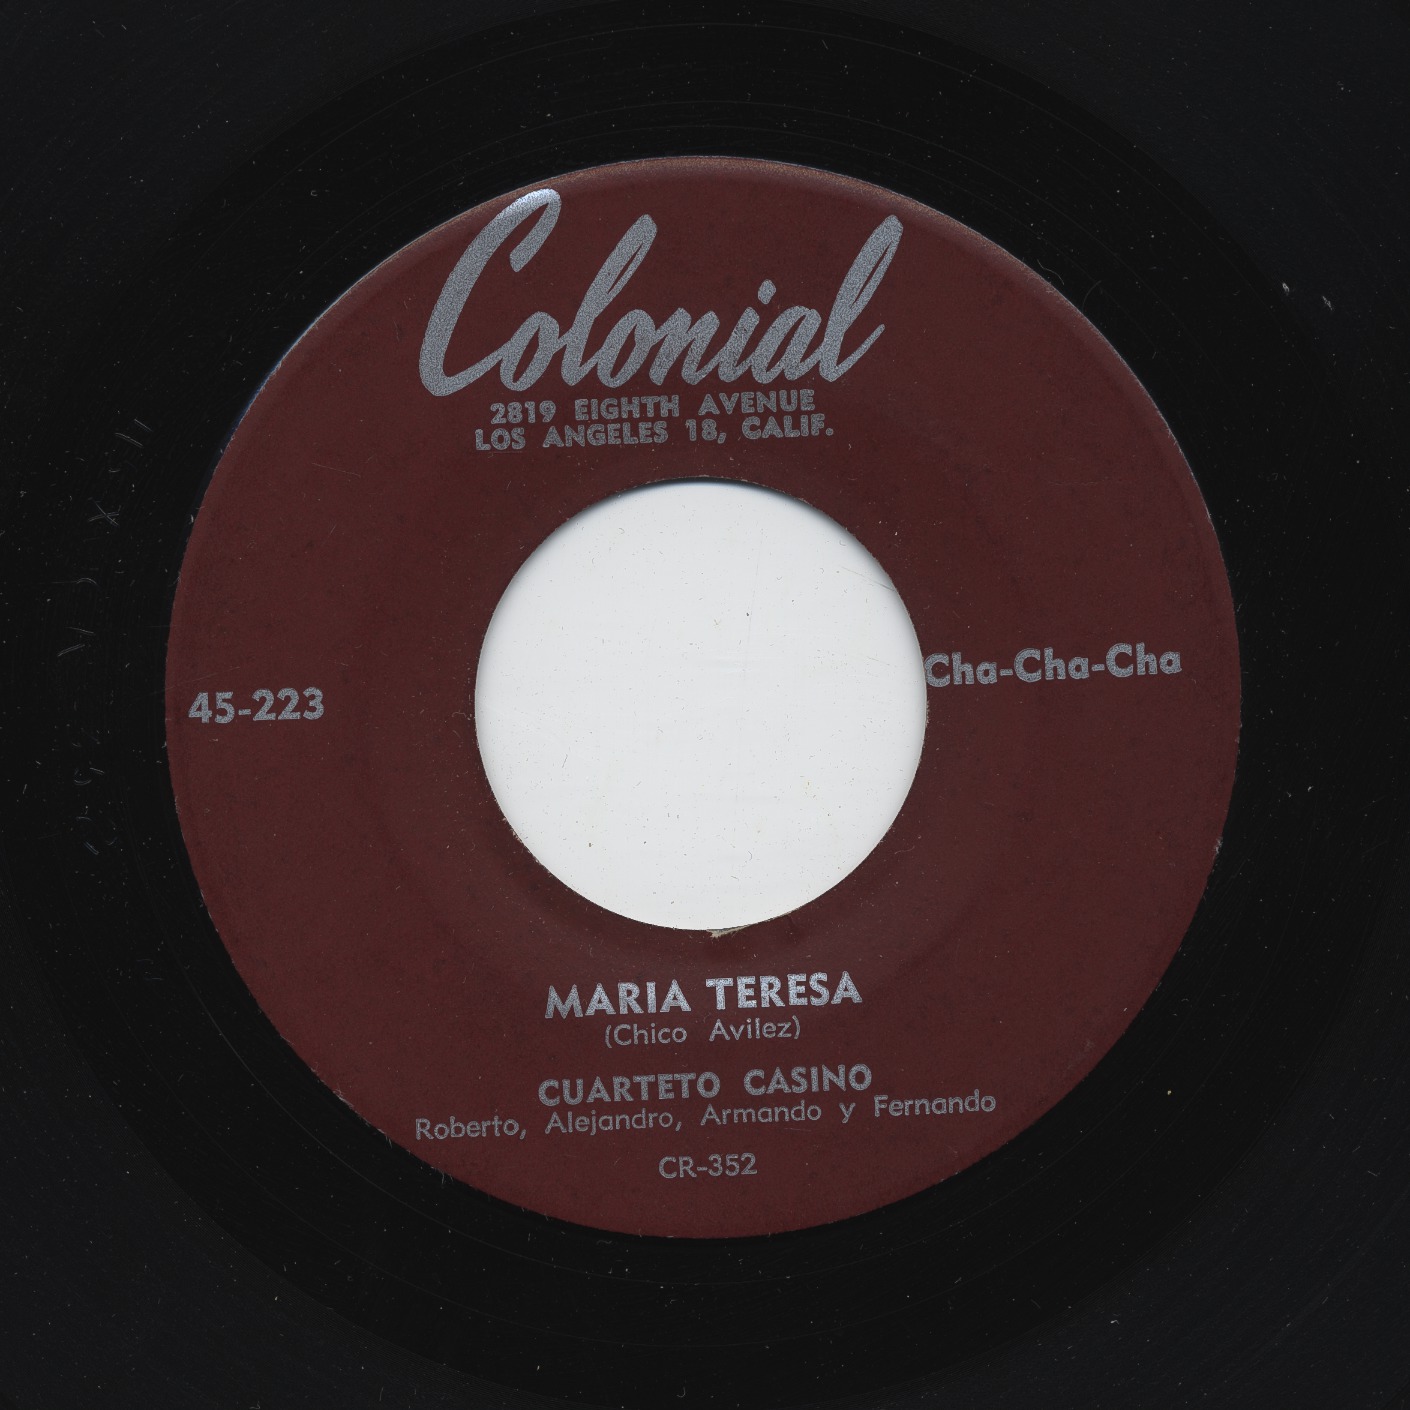 Colonial
2819 EIGHTH AVENUE
LOS ANGELES 18, CALIF.
Cha-Cha-Cha
45-223
MARIA TERESA
(Chico Avilez)
CUARTETO CASINO
Roberto, Alejandro, Armando y Fernando
CR-352